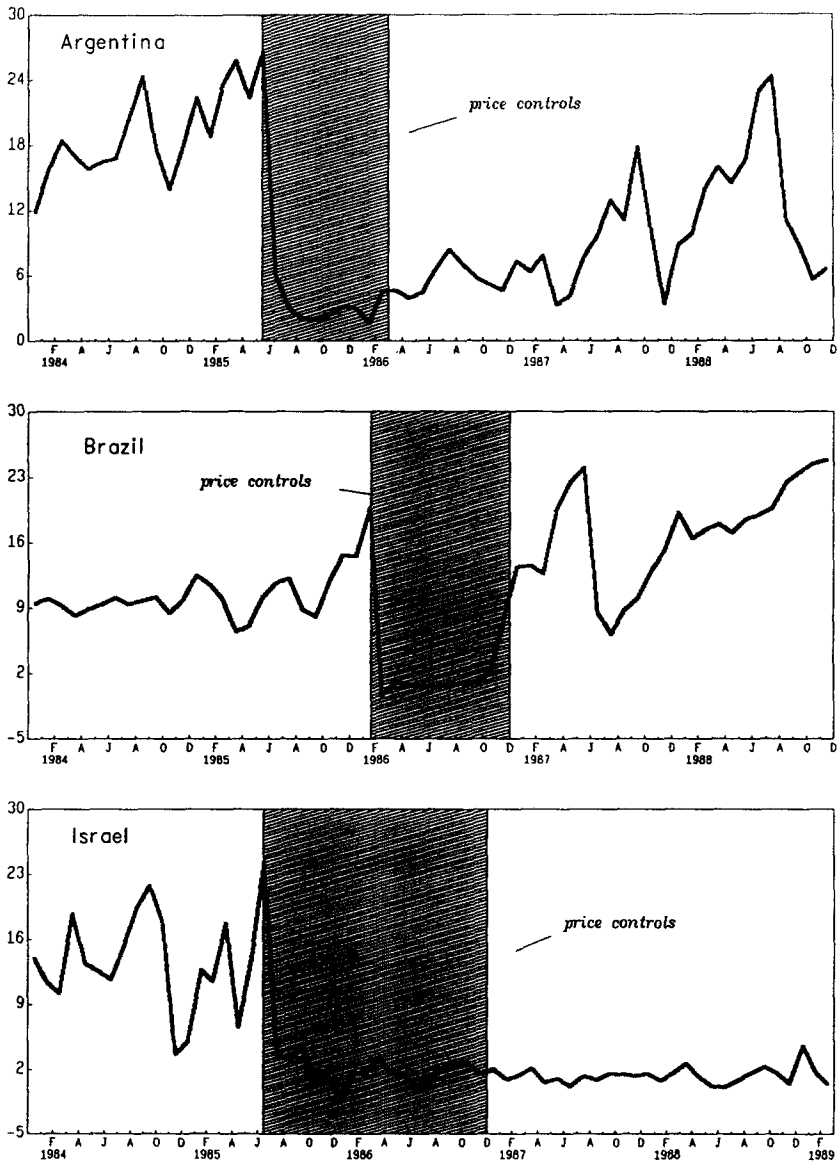 30
Argentina
24
price controls
18
12
6
0
F A J A O D F A J A O D F A J A O D F A J A O D F A J A O D
1984 1985 1986 1987 1988
30
Brazil
23
price controls
16
9
2
-5
F A J A O D F A J A O D F A J A O D F A J A O D F A J A O D
1984 1985 1986 1987 1988
30
Israel
23
price controls
16
9
2
-5
F A J A O D F A J A O D F A J A O D F A J A O D F A J A O D F
1984 1985 1986 1987 1988 1989